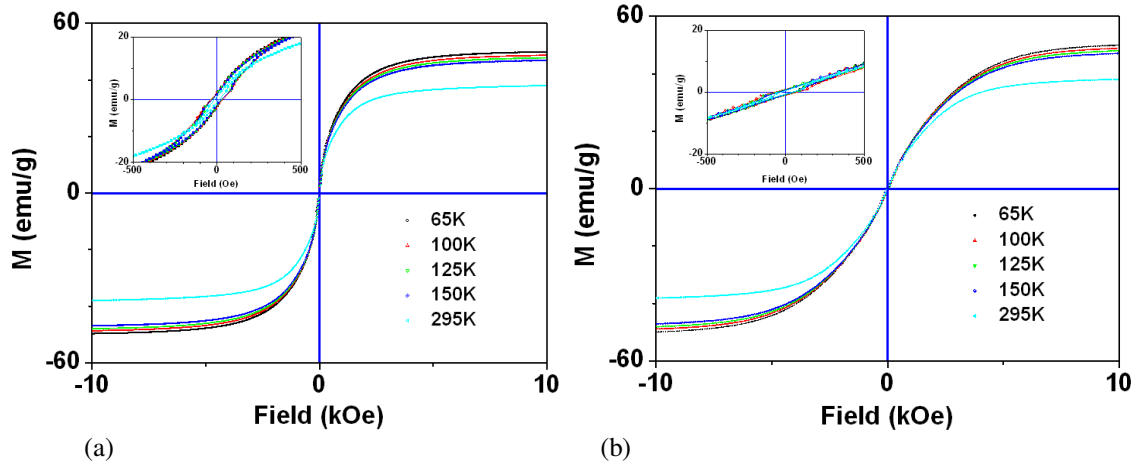 60
20
M (emu/g)
0
-20
-500
0
500
Field (Oe)
M (emu/g)
0
65K
100K
125K
150K
295K
-60
-10
0
10
Field (kOe)
(a)
60
20
M (emu/g)
0
-20
-500
0
500
Field (Oe)
M (emu/g)
0
65K
100K
125K
150K
295K
-60
-10
0
10
Field (kOe)
(b)